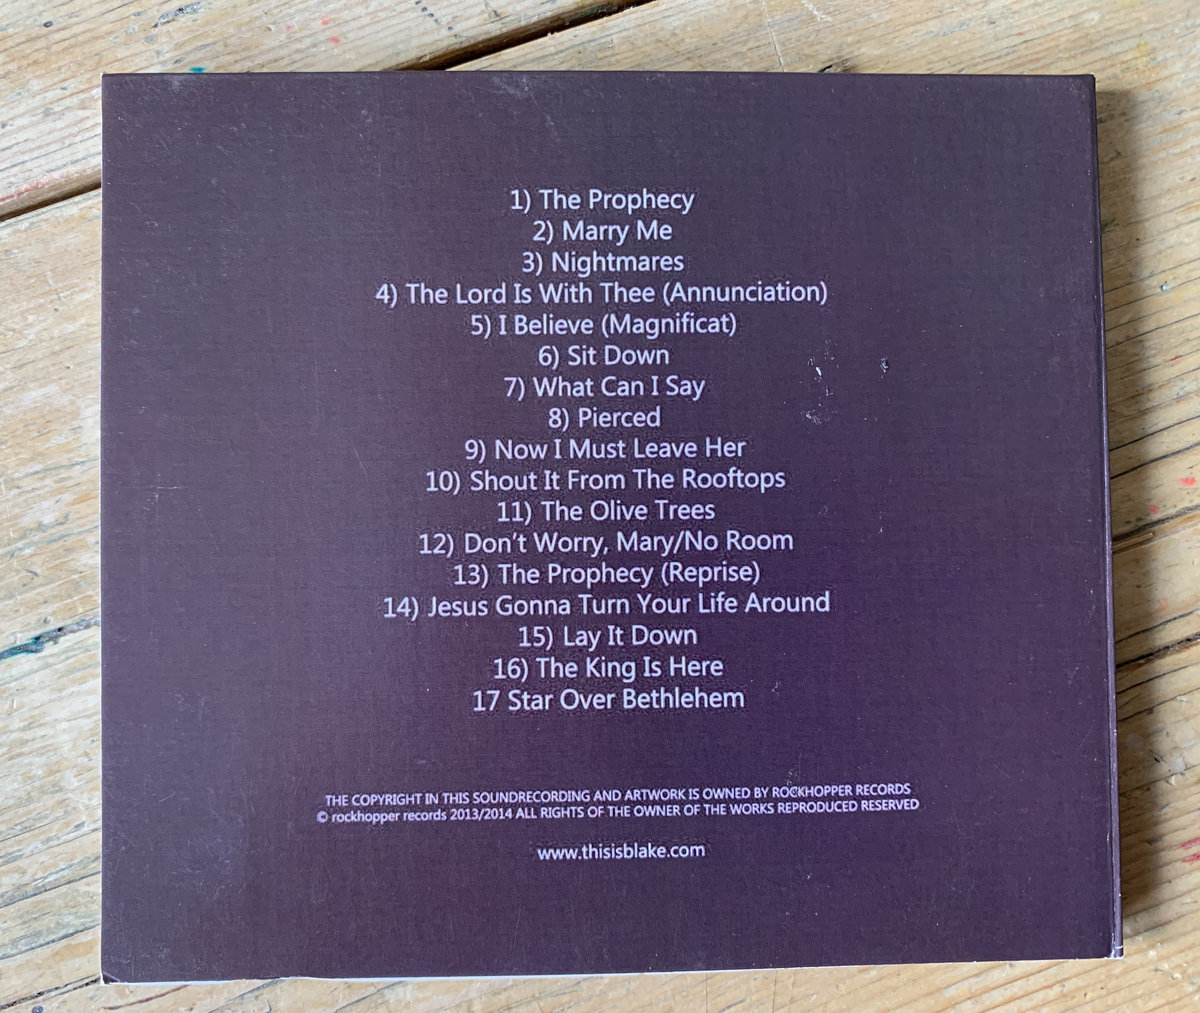 1) The Prophecy
2) Marry Me
3) Nightmares
4) The Lord Is With Thee (Annunciation)
5) I Believe (Magnificat)
6) Sit Down
7) What Can I Say
8) Pierced
9) Now I Must Leave Her
10) Shout It From The Rooftops
11) The Olive Trees
12) Don't Worry, Mary/No Room
13) The Prophecy (Reprise)
14) Jesus Gonna Turn Your Life Around
15) Lay It Down
16) The King Is Here
17 Star Over Bethlehem
THE COPYRIGHT IN THIS SOUNDRECORDING AND ARTWORK IS OWNED BY ROCKHOPPER RECORDS
© rockhopper records 2013/2014 ALL RIGHTS OF THE OWNER OF THE WORKS REPRODUCED RESERVED
www.thisisblake.com